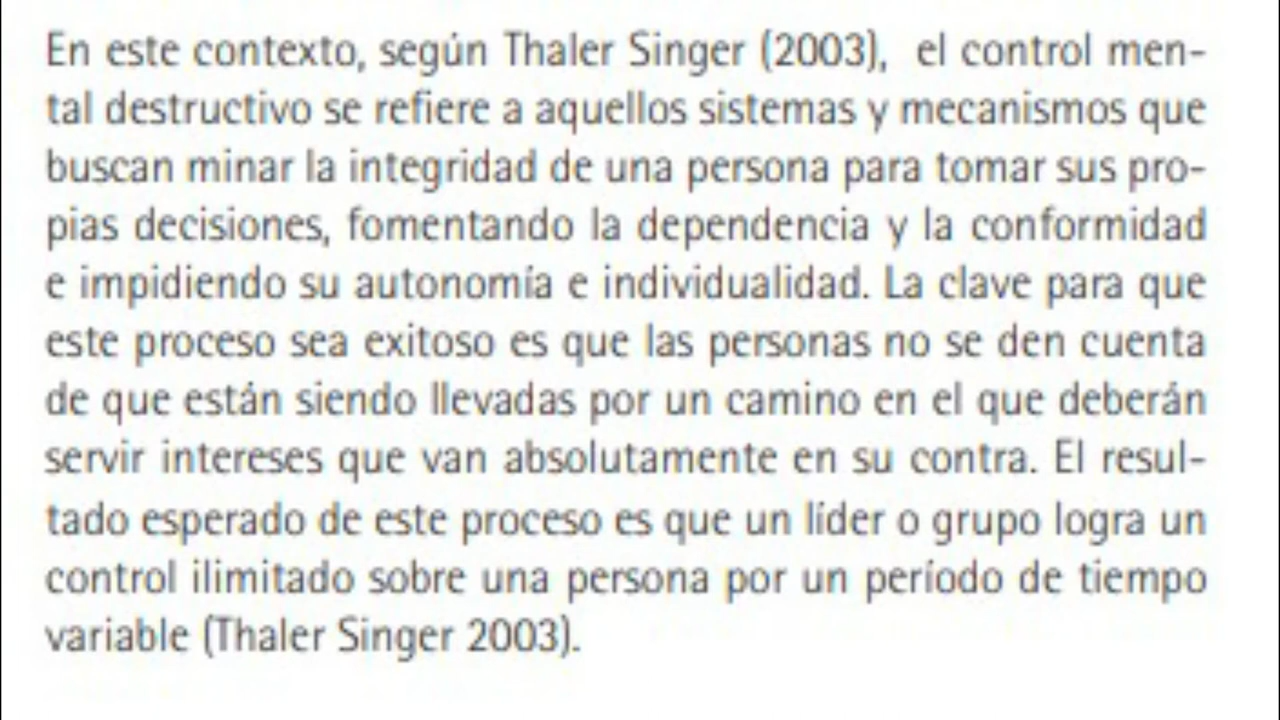 En este contexto, según Thaler Singer (2003), el control men-
tal destructivo se refiere a aquellos sistemas y mecanismos que
buscan minar la integridad de una persona para tomar sus pro-
pias decisiones, fomentando la dependencia y la conformidad
e impidiendo su autonomía e individualidad. La clave para que
este proceso sea exitoso es que las personas no se den cuenta
de que están siendo llevadas por un camino en el que deberán
servir intereses que van absolutamente en su contra. El resul-
tado esperado de este proceso es que un líder o grupo logra un
control ilimitado sobre una persona por un período de tiempo
variable (Thaler Singer 2003).